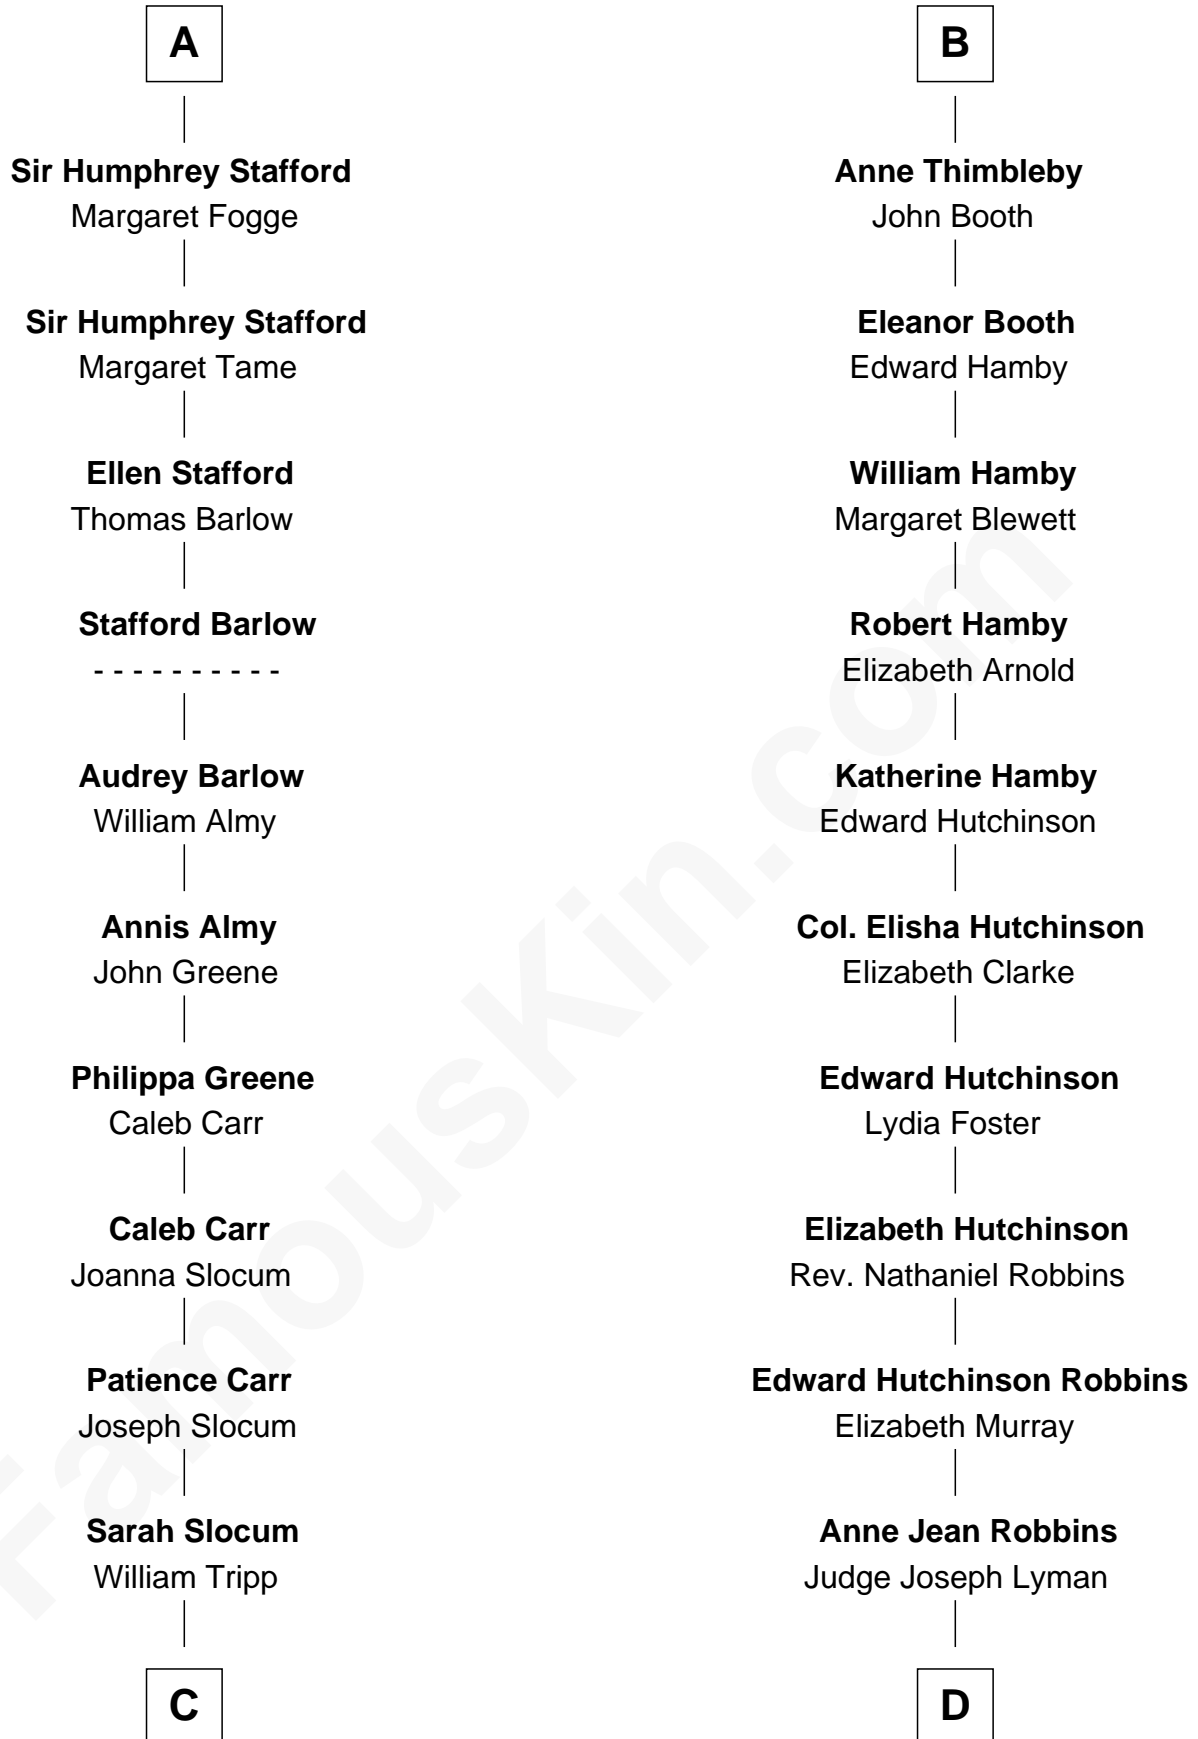 A
Sir Humphrey Stafford
Margaret Fogge
Sir Humphrey Stafford
Margaret Tame
Ellen Stafford
Thomas Barlow
Stafford Barlow
- - - - - - - - - -
Audrey Barlow
William Almy
Annis Almy
John Greene
Philippa Greene
Caleb Carr
Caleb Carr
Joanna Slocum
Patience Carr
Joseph Slocum
Sarah Slocum
William Tripp
C
B
Anne Thimbleby
John Booth
Eleanor Booth
Edward Hamby
William Hamby
Margaret Blewett
Robert Hamby
Elizabeth Arnold
Katherine Hamby
Edward Hutchinson
Col. Elisha Hutchinson
Elizabeth Clarke
Edward Hutchinson
Lydia Foster
Elizabeth Hutchinson
Rev. Nathaniel Robbins
Edward Hutchinson Robbins
Elizabeth Murray
Anne Jean Robbins
Judge Joseph Lyman
D
FamousKin.com